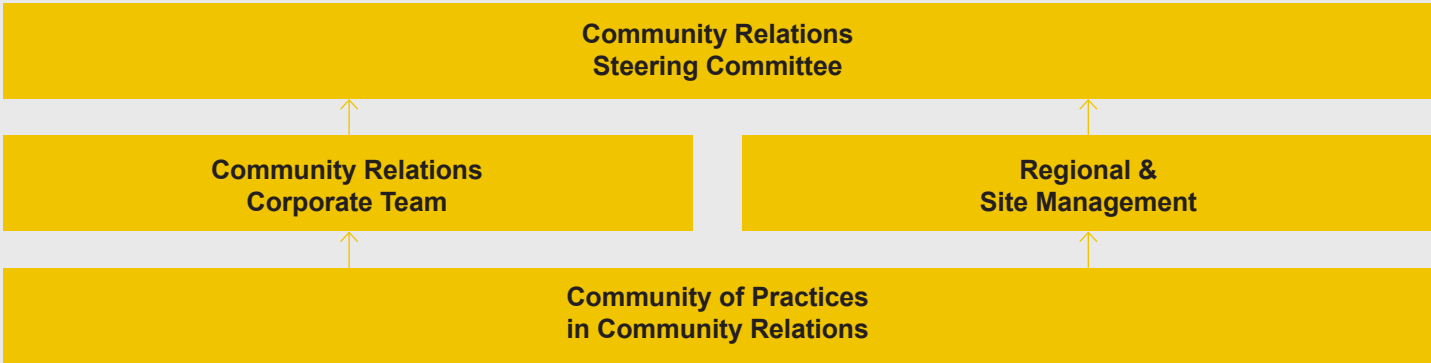 Community Relations
Steering Committee
Community Relations
Corporate Team
Regional &
Site Management
Community of Practices
in Community Relations